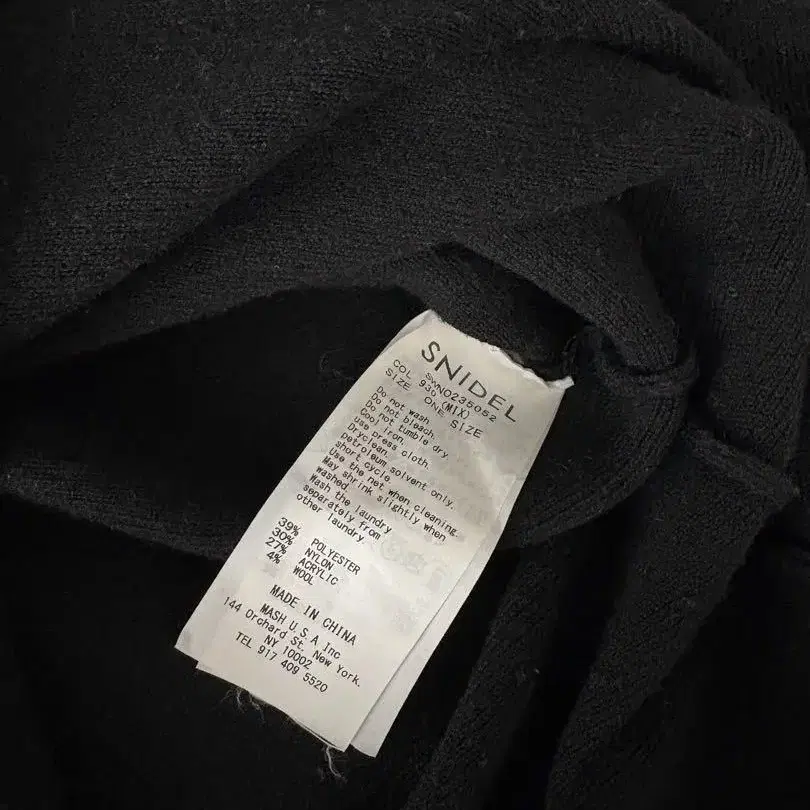 SNIDEL
SWNO235052
COL 930 (MIX)
SIZE ONE SIZE
Do not wash.
Do not bleach.
Do not tumble dry
Cool iron.
use press cloth.
Dryclean.
petroleum solvent only.
short cycle.
Use the net when cleaning.
May shrink slightly when
washed.
Wash the laundry
separately from
other laundry.
39% POLYESTER
30% NYLON
27% ACRYLIC
4% WOOL
MADE IN CHINA
MASH U.S.A Inc
144 Orchard St. New York.
NY 10002
TEL 917 409 5520